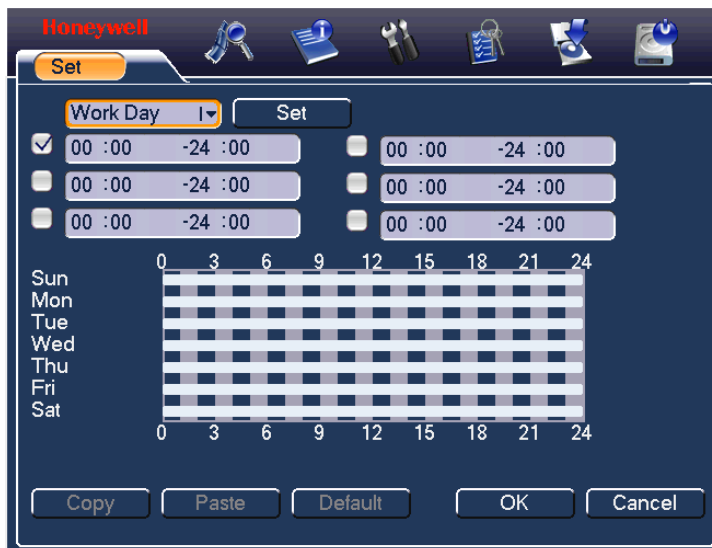 Honeywell
Set
Work Day Set
00 :00 -24 :00 00 :00 -24 :00
00 :00 -24 :00 00 :00 -24 :00
00 :00 -24 :00 00 :00 -24 :00
0 3 6 9 12 15 18 21 24
Sun
Mon
Tue
Wed
Thu
Fri
Sat
0 3 6 9 12 15 18 21 24
Copy Paste Default OK Cancel